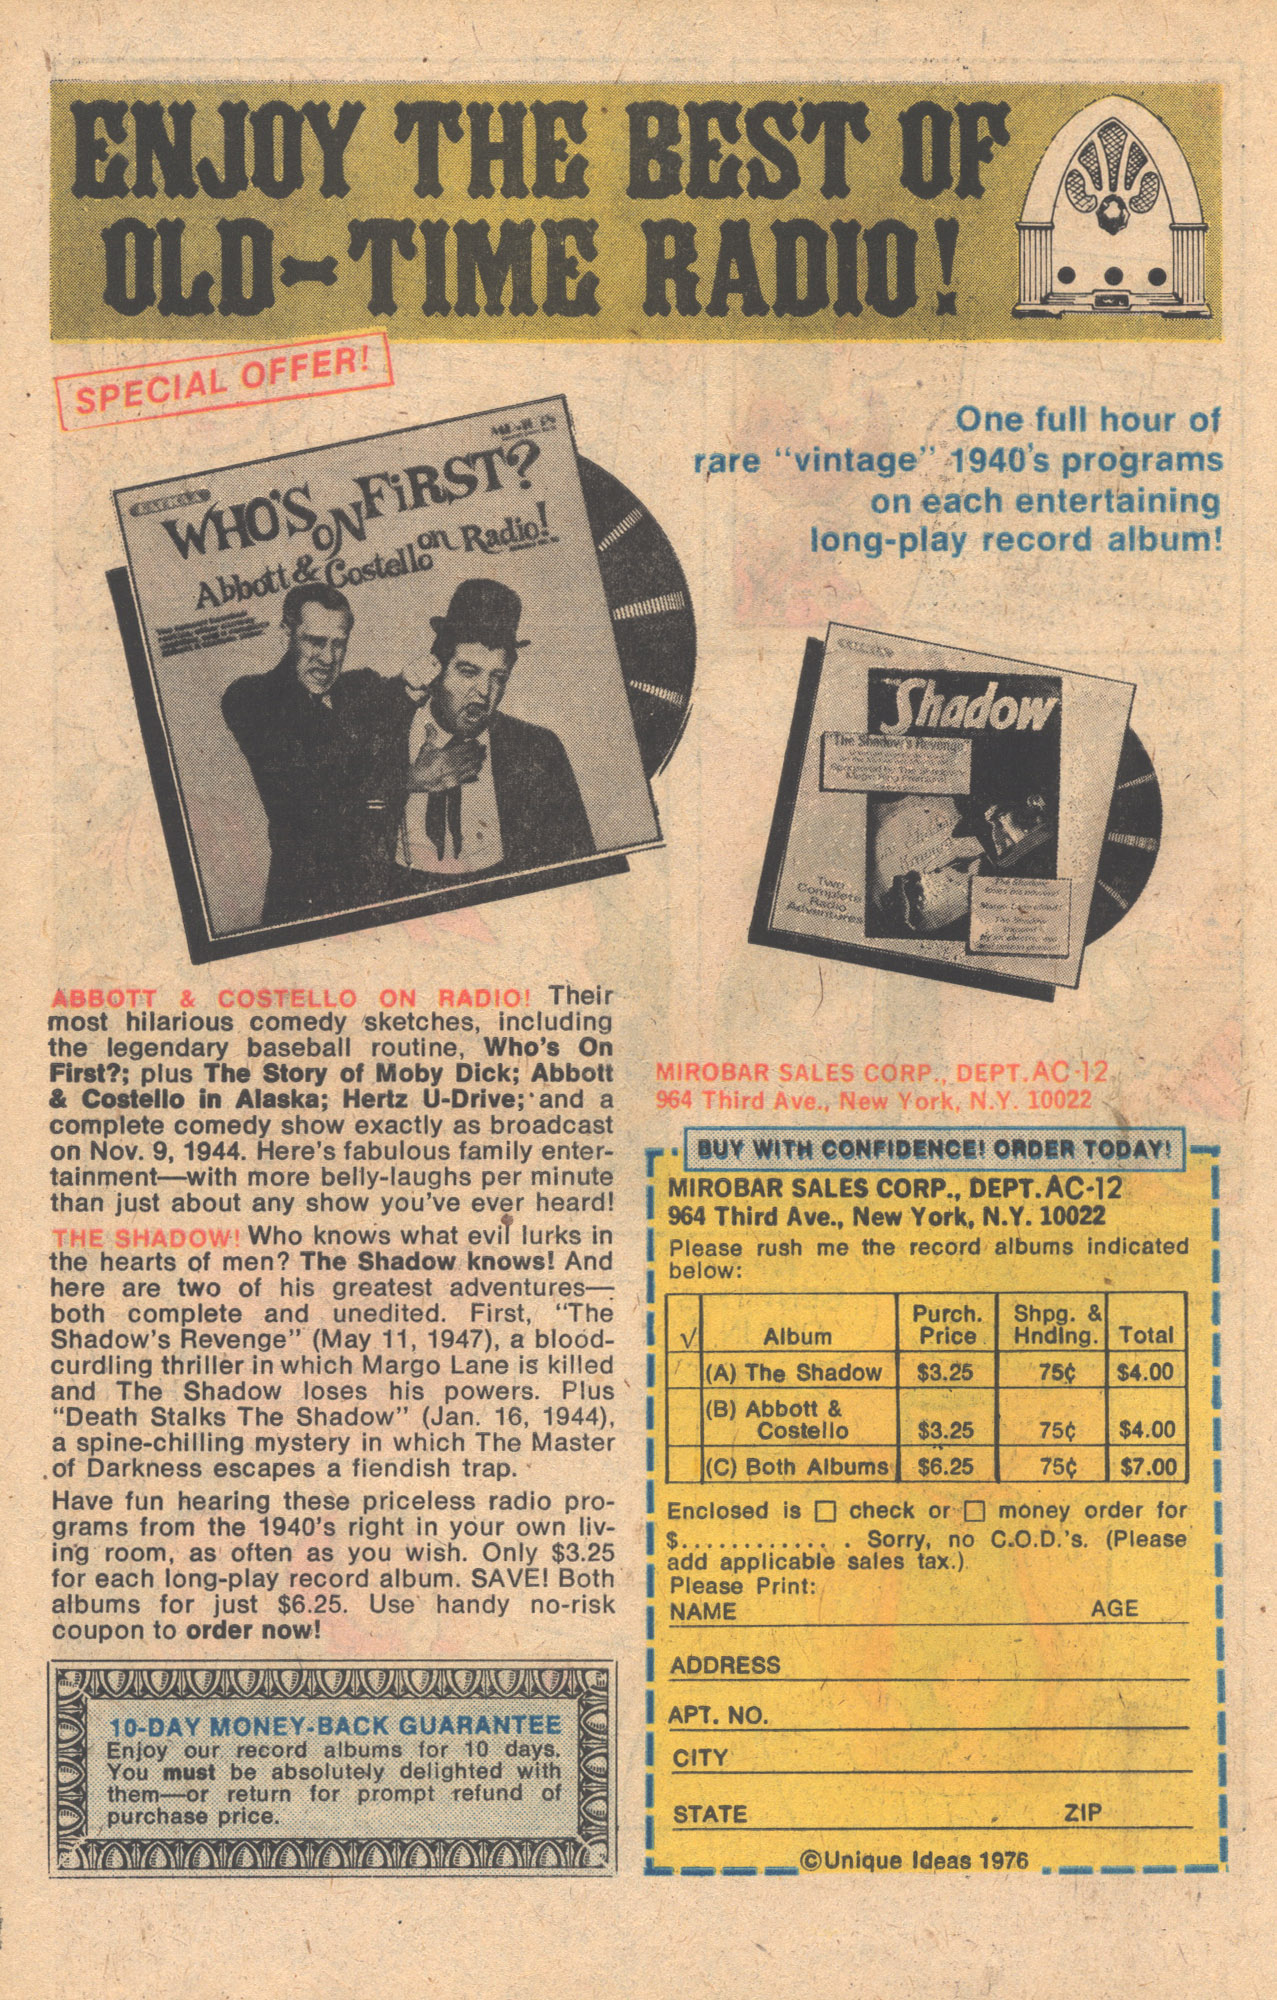 ENJOY THE BEST OF
OLD-TIME RADIO!
SPECIAL OFFER!
WHO'S ON FIRST?
Abbott & Costello on Radio!
One full hour of
rare "vintage" 1940's programs
on each entertaining
long-play record album!
Shadow
"The Shadow's Revenge"
Two
Complete
Radio
Adventures
ABBOTT & COSTELLO ON RADIO! Their
most hilarious comedy sketches, including
the legendary baseball routine, Who's On
First?; plus The Story of Moby Dick; Abbott
& Costello in Alaska; Hertz U-Drive; and a
complete comedy show exactly as broadcast
on Nov. 9, 1944. Here's fabulous family enter-
tainment—with more belly-laughs per minute
than just about any show you've ever heard!
THE SHADOW! Who knows what evil lurks in
the hearts of men? The Shadow knows! And
here are two of his greatest adventures—
both complete and unedited. First, "The
Shadow's Revenge" (May 11, 1947), a blood-
curdling thriller in which Margo Lane is killed
and The Shadow loses his powers. Plus
"Death Stalks The Shadow" (Jan. 16, 1944),
a spine-chilling mystery in which The Master
of Darkness escapes a fiendish trap.
Have fun hearing these priceless radio pro-
grams from the 1940's right in your own liv-
ing room, as often as you wish. Only $3.25
for each long-play record album. SAVE! Both
albums for just $6.25. Use handy no-risk
coupon to order now!
10-DAY MONEY-BACK GUARANTEE
Enjoy our record albums for 10 days.
You must be absolutely delighted with
them—or return for prompt refund of
purchase price.
MIROBAR SALES CORP., DEPT. AC-12
964 Third Ave., New York, N.Y. 10022
BUY WITH CONFIDENCE! ORDER TODAY!
MIROBAR SALES CORP., DEPT. AC-12
964 Third Ave., New York, N.Y. 10022
Please rush me the record albums indicated
below:
√ Album Purch. Price Shpg. & Hndlng. Total
(A) The Shadow $3.25 75¢ $4.00
(B) Abbott & Costello $3.25 75¢ $4.00
(C) Both Albums $6.25 75¢ $7.00
Enclosed is □ check or □ money order for
$............. Sorry, no C.O.D.'s. (Please
add applicable sales tax.)
Please Print:
NAME AGE
ADDRESS
APT. NO.
CITY
STATE ZIP
©Unique Ideas 1976